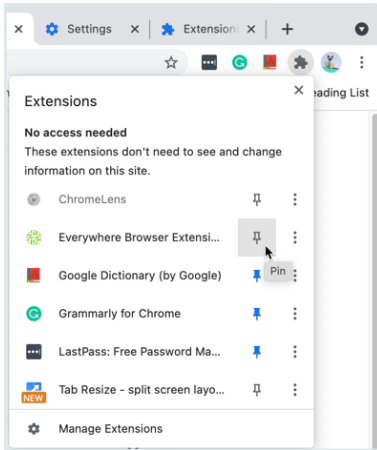 Settings
Extension
eading List
Extensions
No access needed
These extensions don't need to see and change
information on this site.
ChromeLens
Everywhere Browser Extensi...
Pin
Google Dictionary (by Google)
G
Grammarly for Chrome
LastPass: Free Password Ma...
Tab Resize - split screen layo...
NEW
Manage Extensions